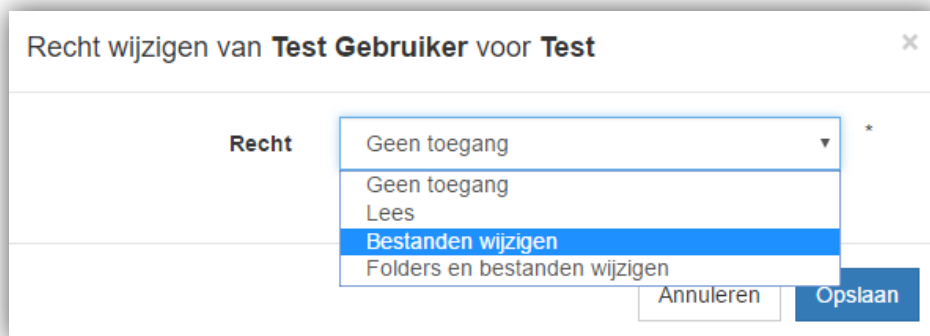 Recht wijzigen van Test Gebruiker voor Test ×
Recht Geen toegang ▼ *
Geen toegang
Lees
Bestanden wijzigen
Folders en bestanden wijzigen
Annuleren Opslaan